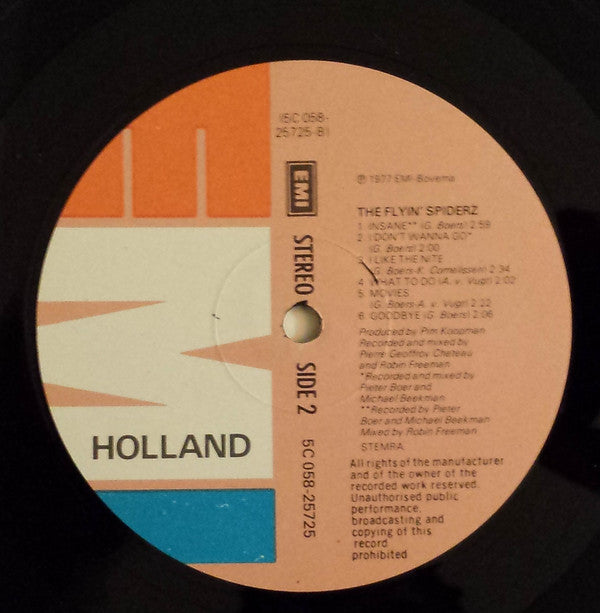 (5C 058-
25725-B)
EMI
STEREO
SIDE 2
5C 058-25725
HOLLAND
℗ 1977 EMI-Bovema
THE FLYIN' SPIDERZ
1. INSANE** (G. Boers) 2:59
2. I DON'T WANNA GO*
(G. Boers) 2:00
3. I LIKE THE NITE
(G. Boers-K. Cornelissen) 2:34
4. WHAT TO DO (A. v. Vugt) 2:02
5. MOVIES
(G. Boers-A. v. Vugt) 2:22
6. GOODBYE (G. Boers) 2:06
Produced by Pim Koopman
Recorded and mixed by
Pierre Geoffroy Chateau
and Robin Freeman
*Recorded and mixed by
Pieter Boer and
Michael Beekman
**Recorded by Pieter
Boer and Michael Beekman
Mixed by Robin Freeman
STEMRA
All rights of the manufacturer
and of the owner of the
recorded work reserved.
Unauthorised public
performance,
broadcasting and
copying of this
record
prohibited